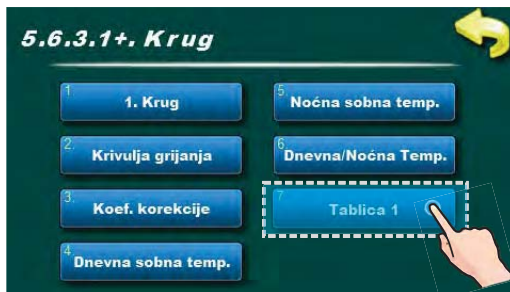 5.6.3.1+. Krug
1 1. Krug
2. Krivulja grijanja
3. Koef. korekcije
4 Dnevna sobna temp.
5 Noćna sobna temp.
6 Dnevna/Noćna Temp.
7 Tablica 1